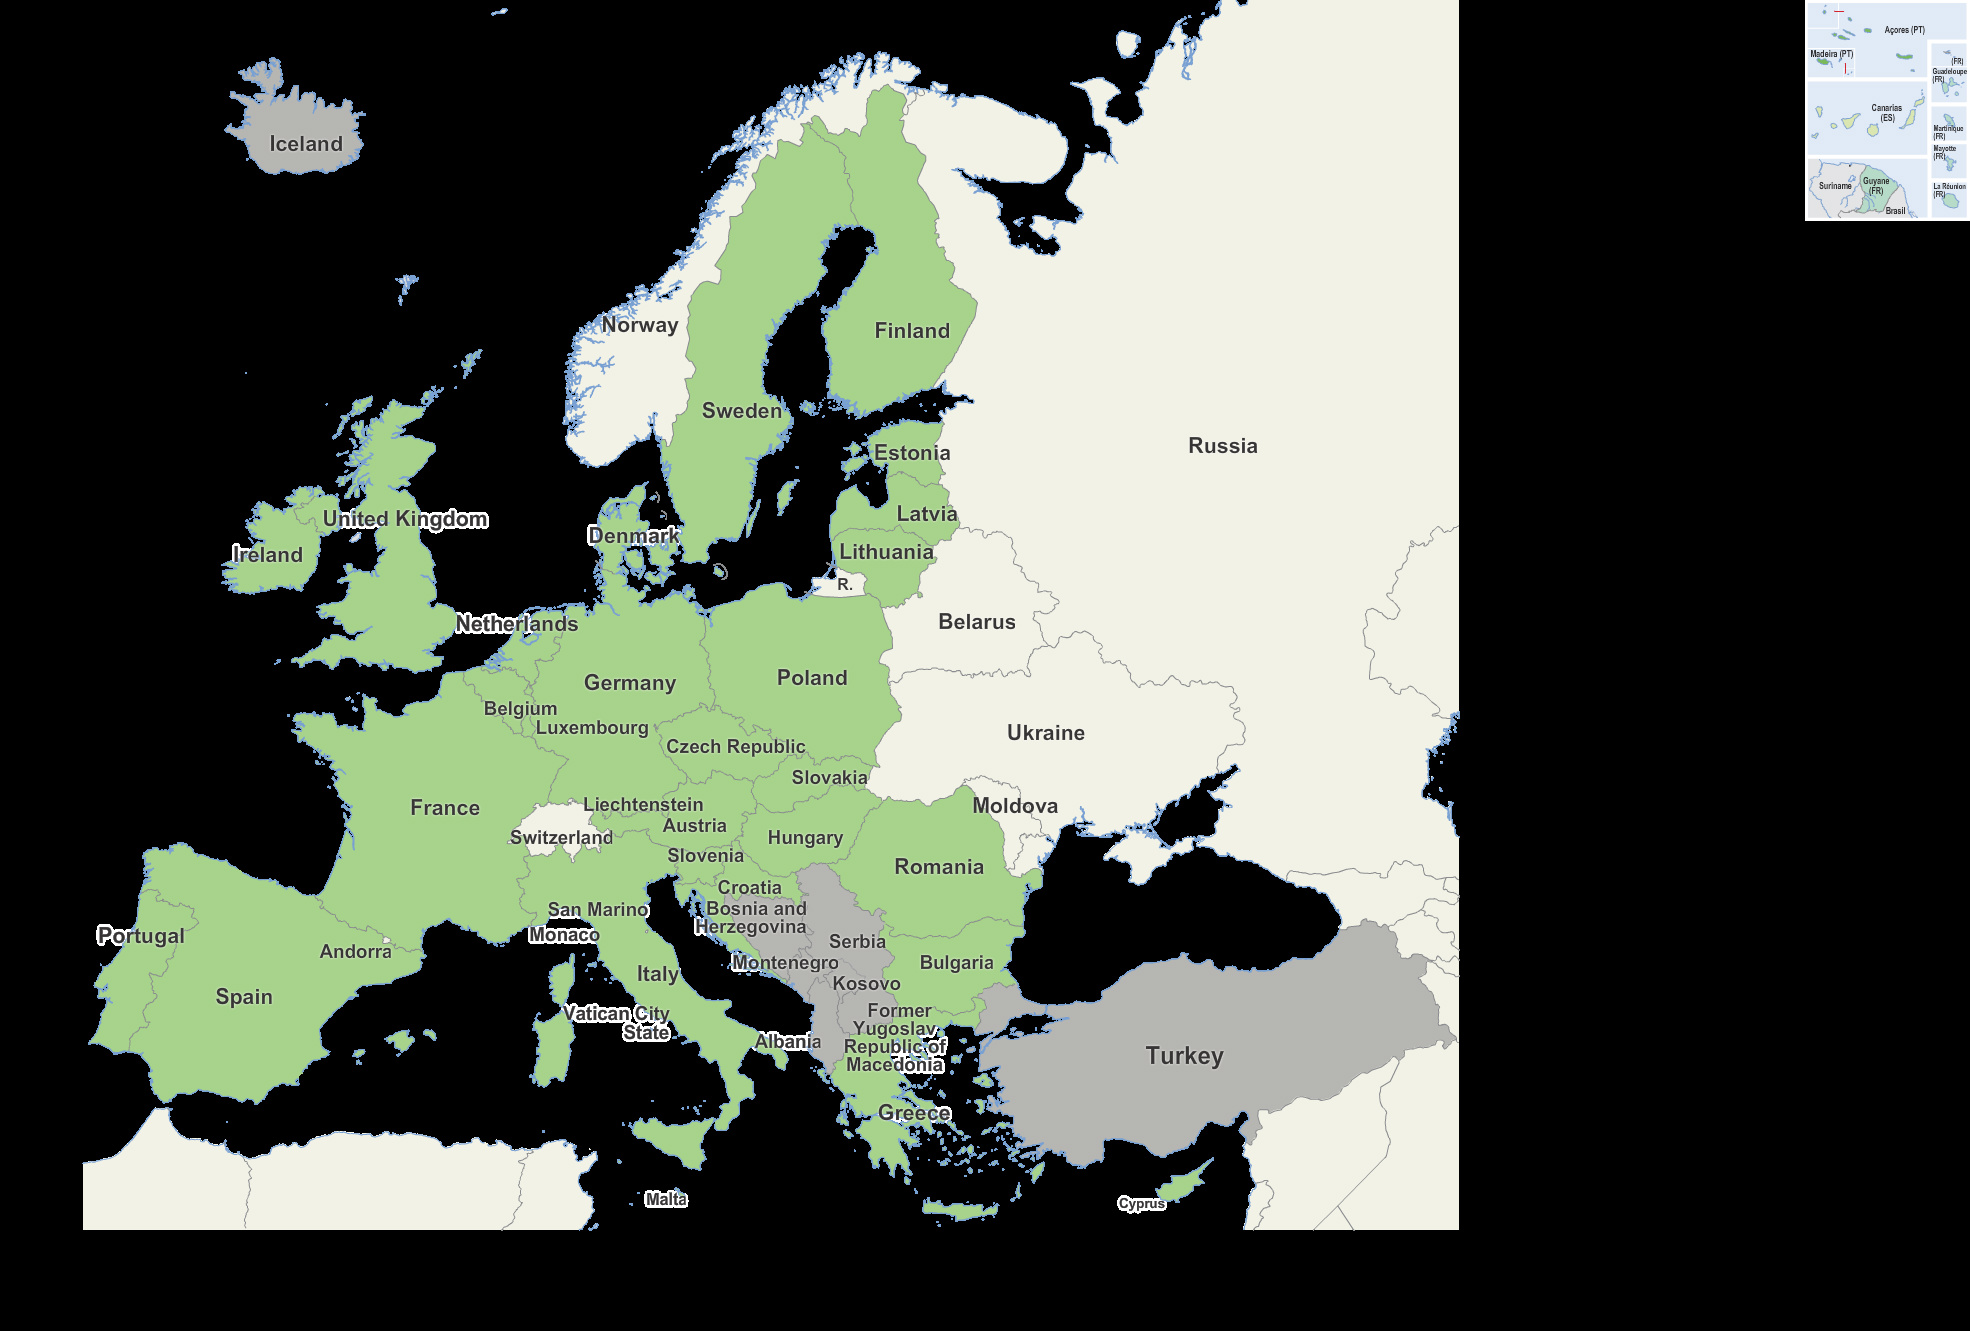 Iceland
Norway
Finland
Sweden
Russia
Estonia
Latvia
United Kingdom
Denmark
Ireland
Lithuania
R.
Netherlands
Belarus
Germany
Poland
Belgium
Luxembourg
Ukraine
Czech Republic
Slovakia
Liechtenstein
France
Moldova
Austria
Switzerland
Hungary
Slovenia
Romania
Croatia
San Marino
Bosnia and
Herzegovina
Portugal
Monaco
Serbia
Andorra
Montenegro
Bulgaria
Italy
Kosovo
Spain
Vatican City
State
Former
Yugoslav
Republic of
Macedonia
Albania
Turkey
Greece
Malta
Cyprus
Açores (PT)
Madeira (PT)
(FR)
Guadeloupe
(FR)
Canarias
(ES)
Martinique
(FR)
Mayotte
(FR)
Suriname
Guyane
(FR)
Brasil
La Réunion
(FR)